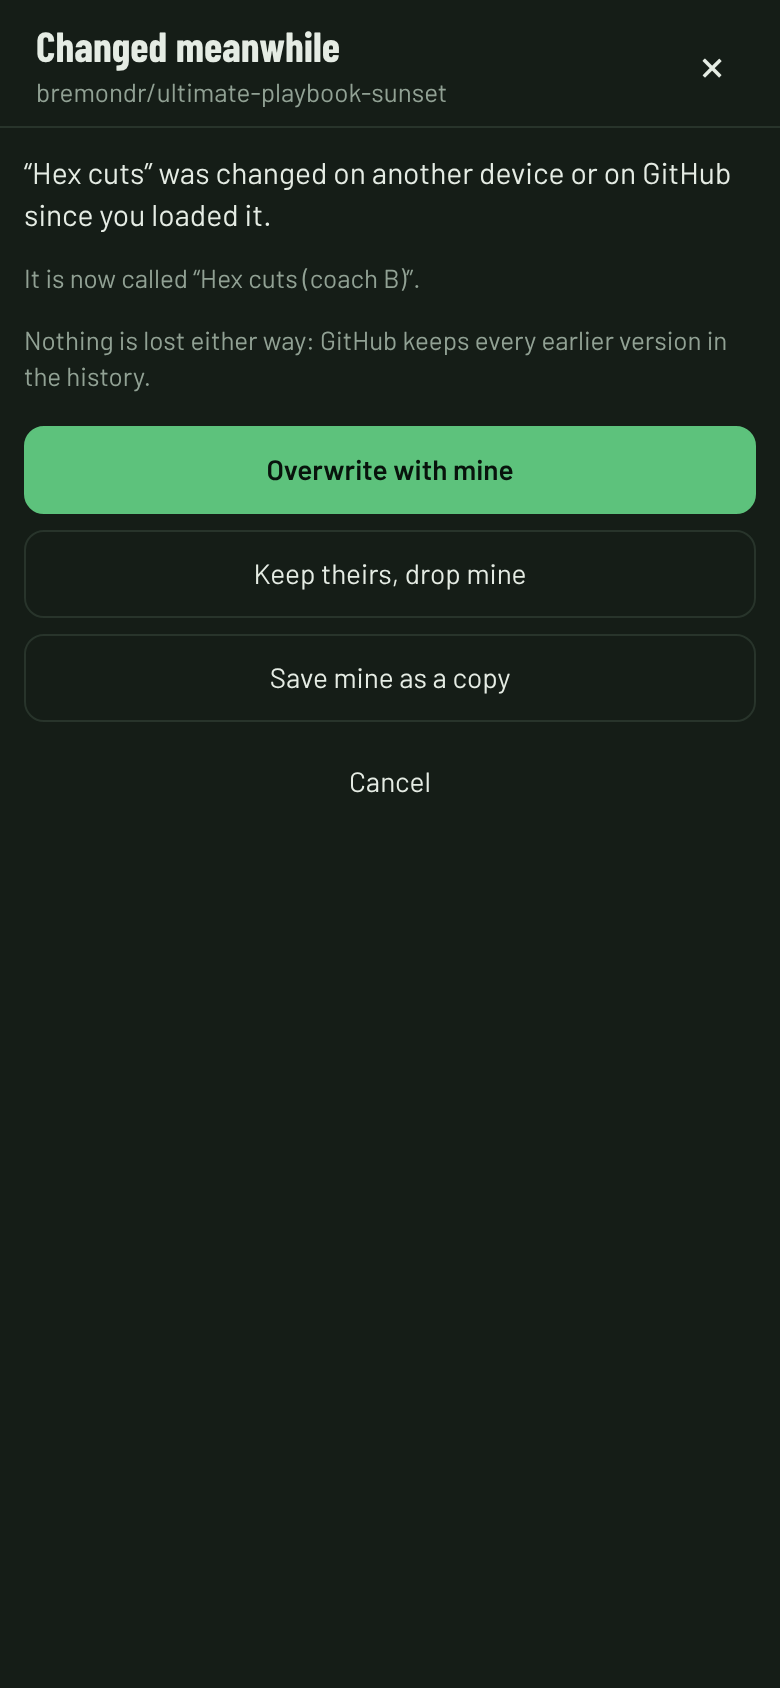 Changed meanwhile
bremondr/ultimate-playbook-sunset
“Hex cuts” was changed on another device or on GitHub
since you loaded it.
It is now called “Hex cuts (coach B)”.
Nothing is lost either way: GitHub keeps every earlier version in
the history.
Overwrite with mine
Keep theirs, drop mine
Save mine as a copy
Cancel